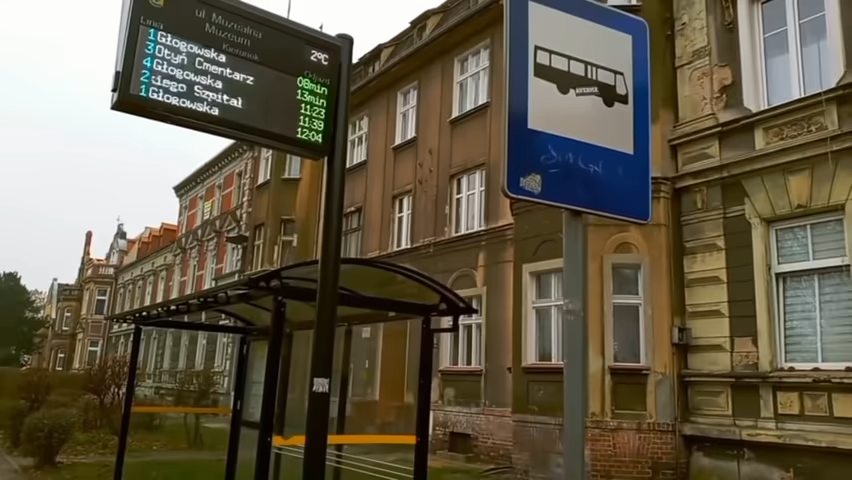 ul. Muzealna
Muzeum
Linia Kierunek Odjazd
2°C
1 Głogowska 08min
3 Otyń Cmentarz 13min
4 Głogowska 11:23
2 :iego Szpital 11:39
1 Głogowska 12:04